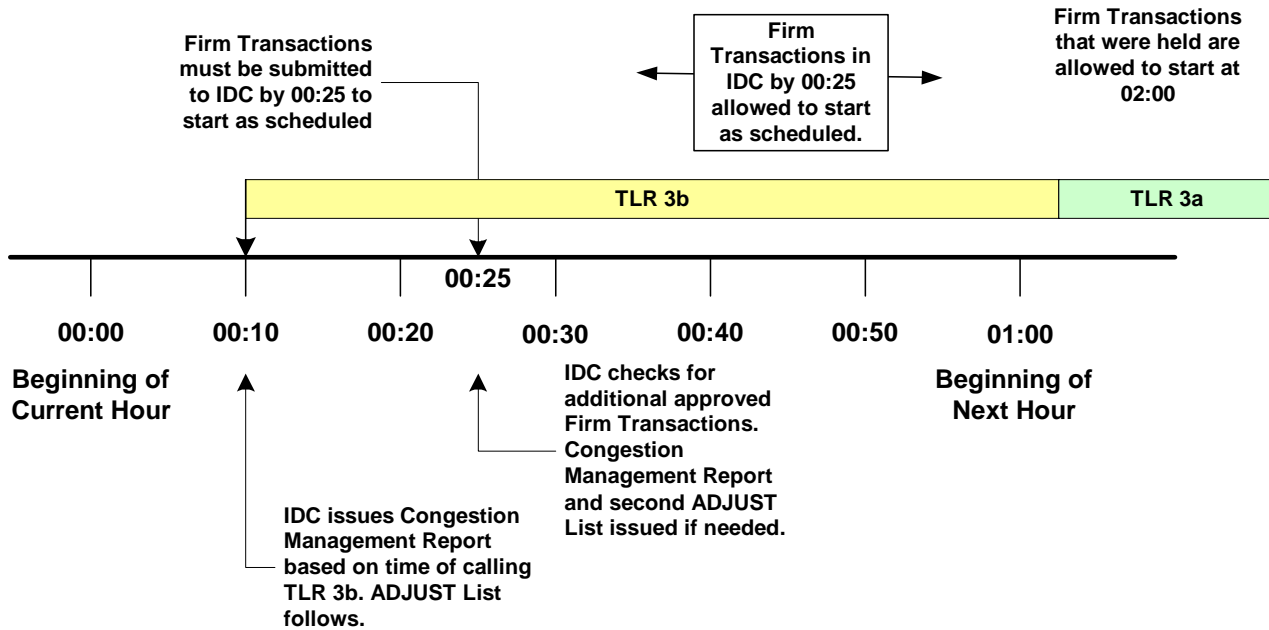 Firm Transactions
must be submitted
to IDC by 00:25 to
start as scheduled
Firm
Transactions in
IDC by 00:25
allowed to start
as scheduled.
Firm Transactions
that were held are
allowed to start at
02:00
TLR 3b
TLR 3a
00:25
00:00
00:10
00:20
00:30
00:40
00:50
01:00
Beginning of
Current Hour
Beginning of
Next Hour
IDC checks for
additional approved
Firm Transactions.
Congestion
Management Report
and second ADJUST
List issued if needed.
IDC issues Congestion
Management Report
based on time of calling
TLR 3b. ADJUST List
follows.